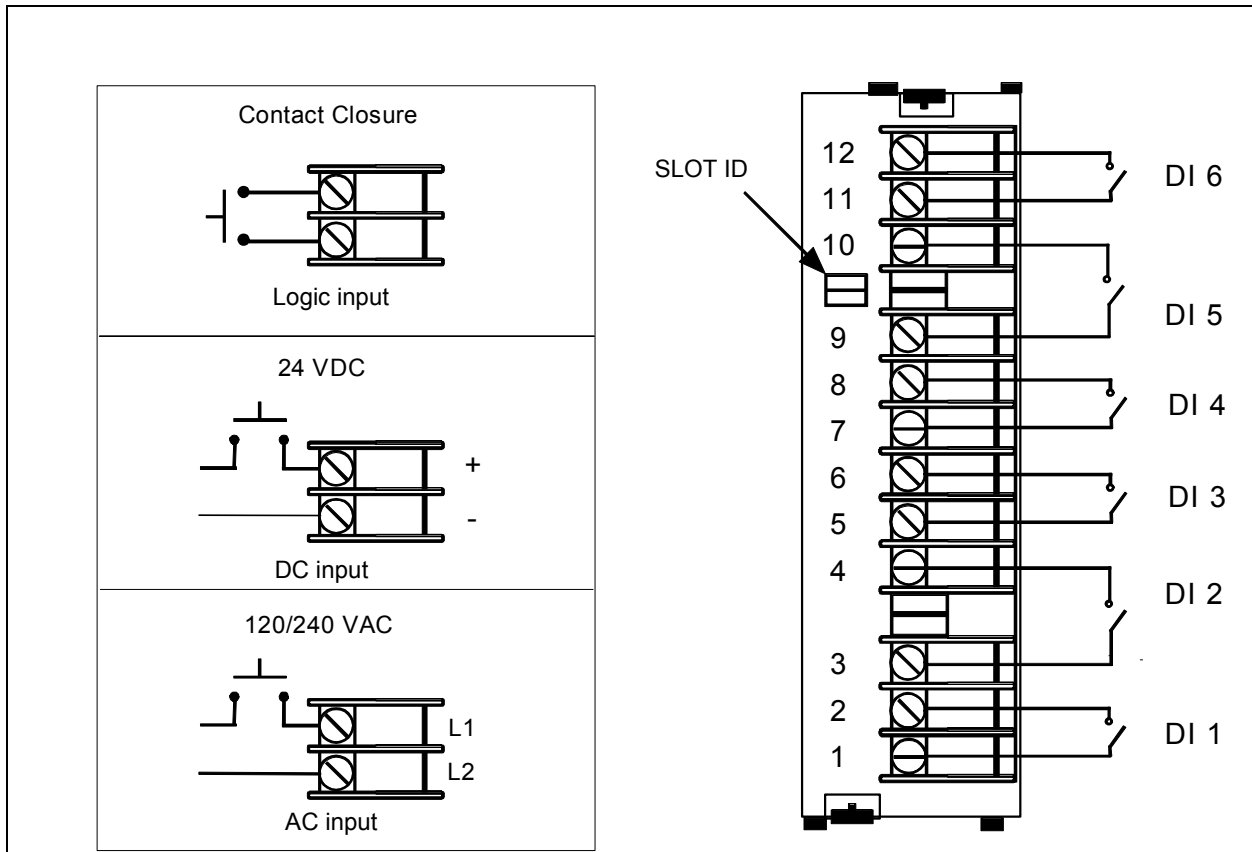 Contact Closure
Logic input
24 VDC
+
-
DC input
120/240 VAC
L1
L2
AC input
SLOT ID
12
11
DI 6
10
9
DI 5
8
7
DI 4
6
5
DI 3
4
3
DI 2
2
1
DI 1